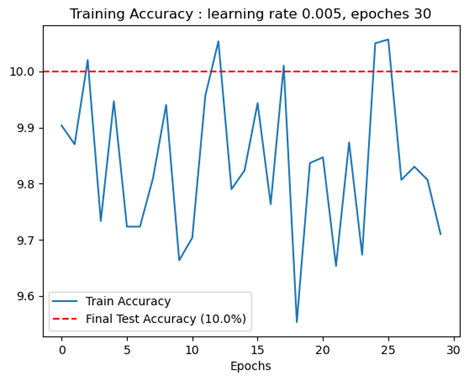 Training Accuracy : learning rate 0.005, epoches 30
10.0
9.9
9.8
9.7
9.6
Train Accuracy
Final Test Accuracy (10.0%)
0 5 10 15 20 25 30
Epochs